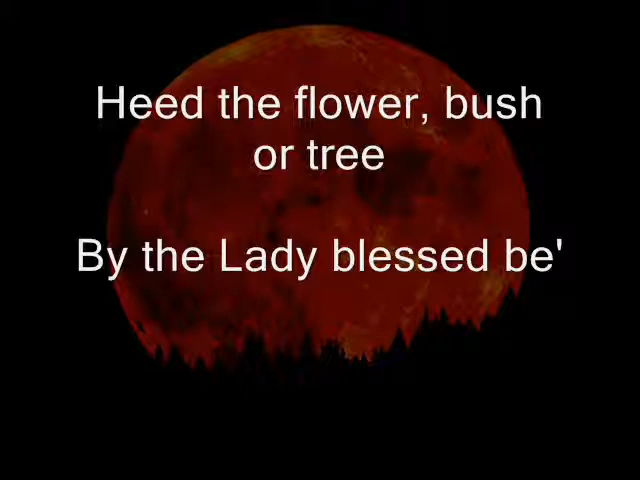 Heed the flower, bush
or tree
By the Lady blessed be'